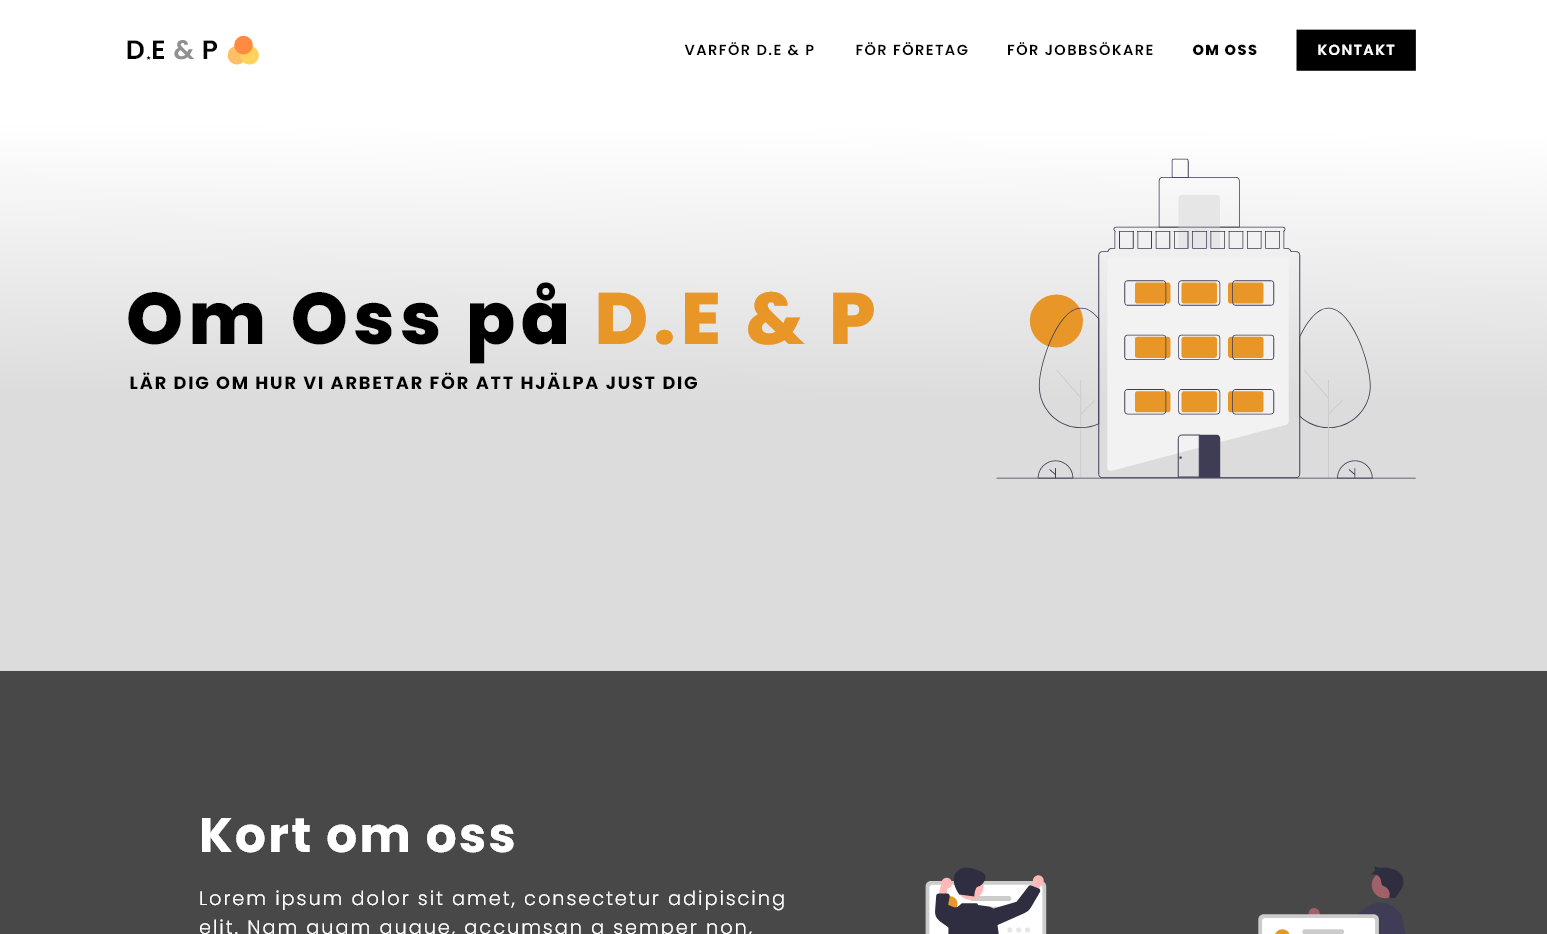 D.E & P
VARFÖR D.E & P
FÖR FÖRETAG
FÖR JOBBSÖKARE
OM OSS
KONTAKT
Om Oss på D.E & P
LÄR DIG OM HUR VI ARBETAR FÖR ATT HJÄLPA JUST DIG
Kort om oss
Lorem ipsum dolor sit amet, consectetur adipiscing
elit. Nam quam augue, accumsan a semper non,